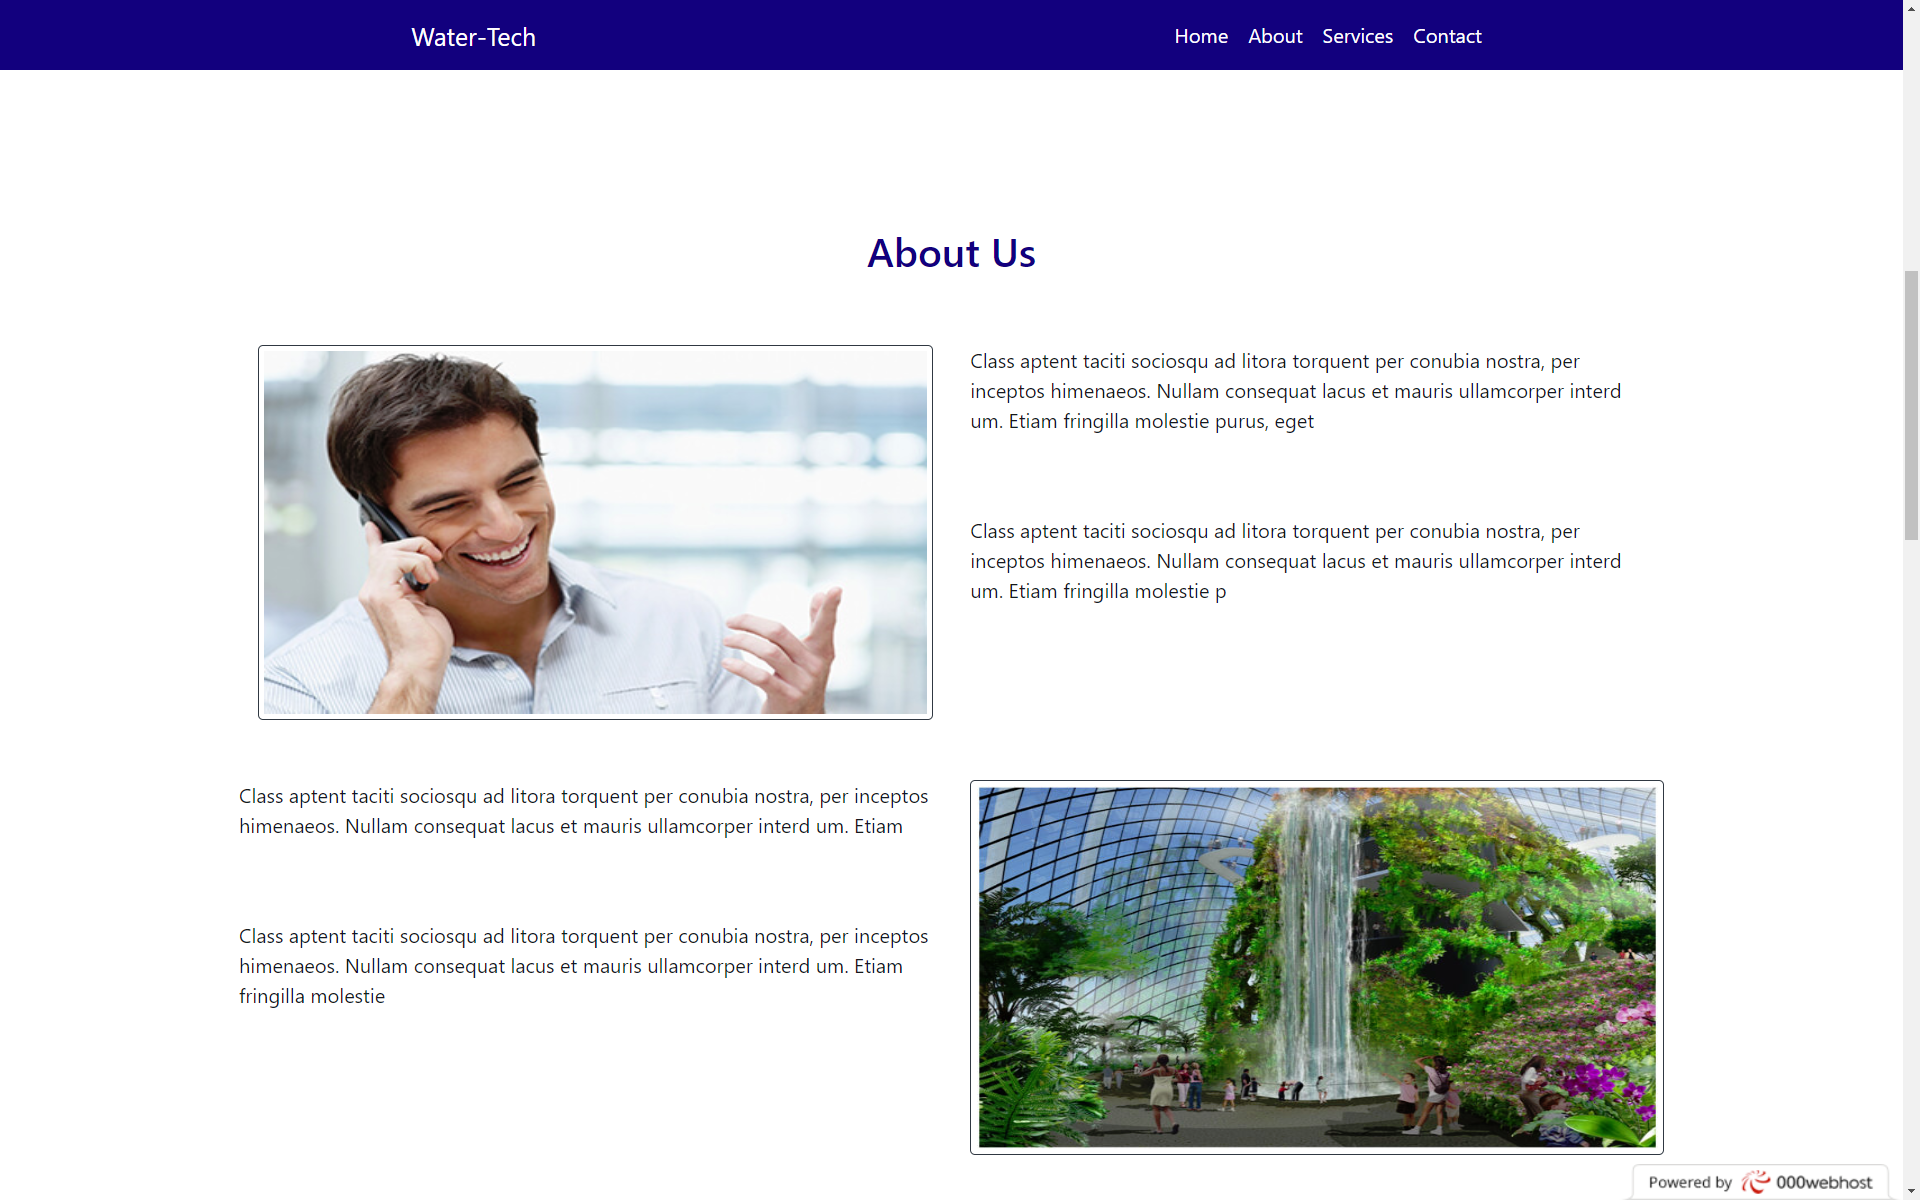 Water-Tech
Home About Services Contact
About Us
Class aptent taciti sociosqu ad litora torquent per conubia nostra, per
inceptos himenaeos. Nullam consequat lacus et mauris ullamcorper interd
um. Etiam fringilla molestie purus, eget
Class aptent taciti sociosqu ad litora torquent per conubia nostra, per
inceptos himenaeos. Nullam consequat lacus et mauris ullamcorper interd
um. Etiam fringilla molestie p
Class aptent taciti sociosqu ad litora torquent per conubia nostra, per inceptos
himenaeos. Nullam consequat lacus et mauris ullamcorper interd um. Etiam
Class aptent taciti sociosqu ad litora torquent per conubia nostra, per inceptos
himenaeos. Nullam consequat lacus et mauris ullamcorper interd um. Etiam
fringilla molestie
Powered by 000webhost